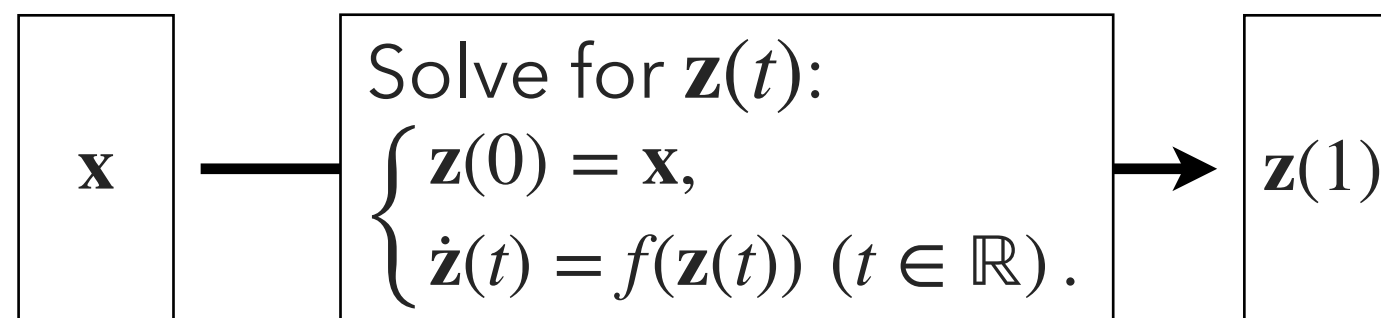 x
Solve for z(t):
z(0) = x,
ż(t) = f(z(t)) (t ∈ ℝ).
z(1)